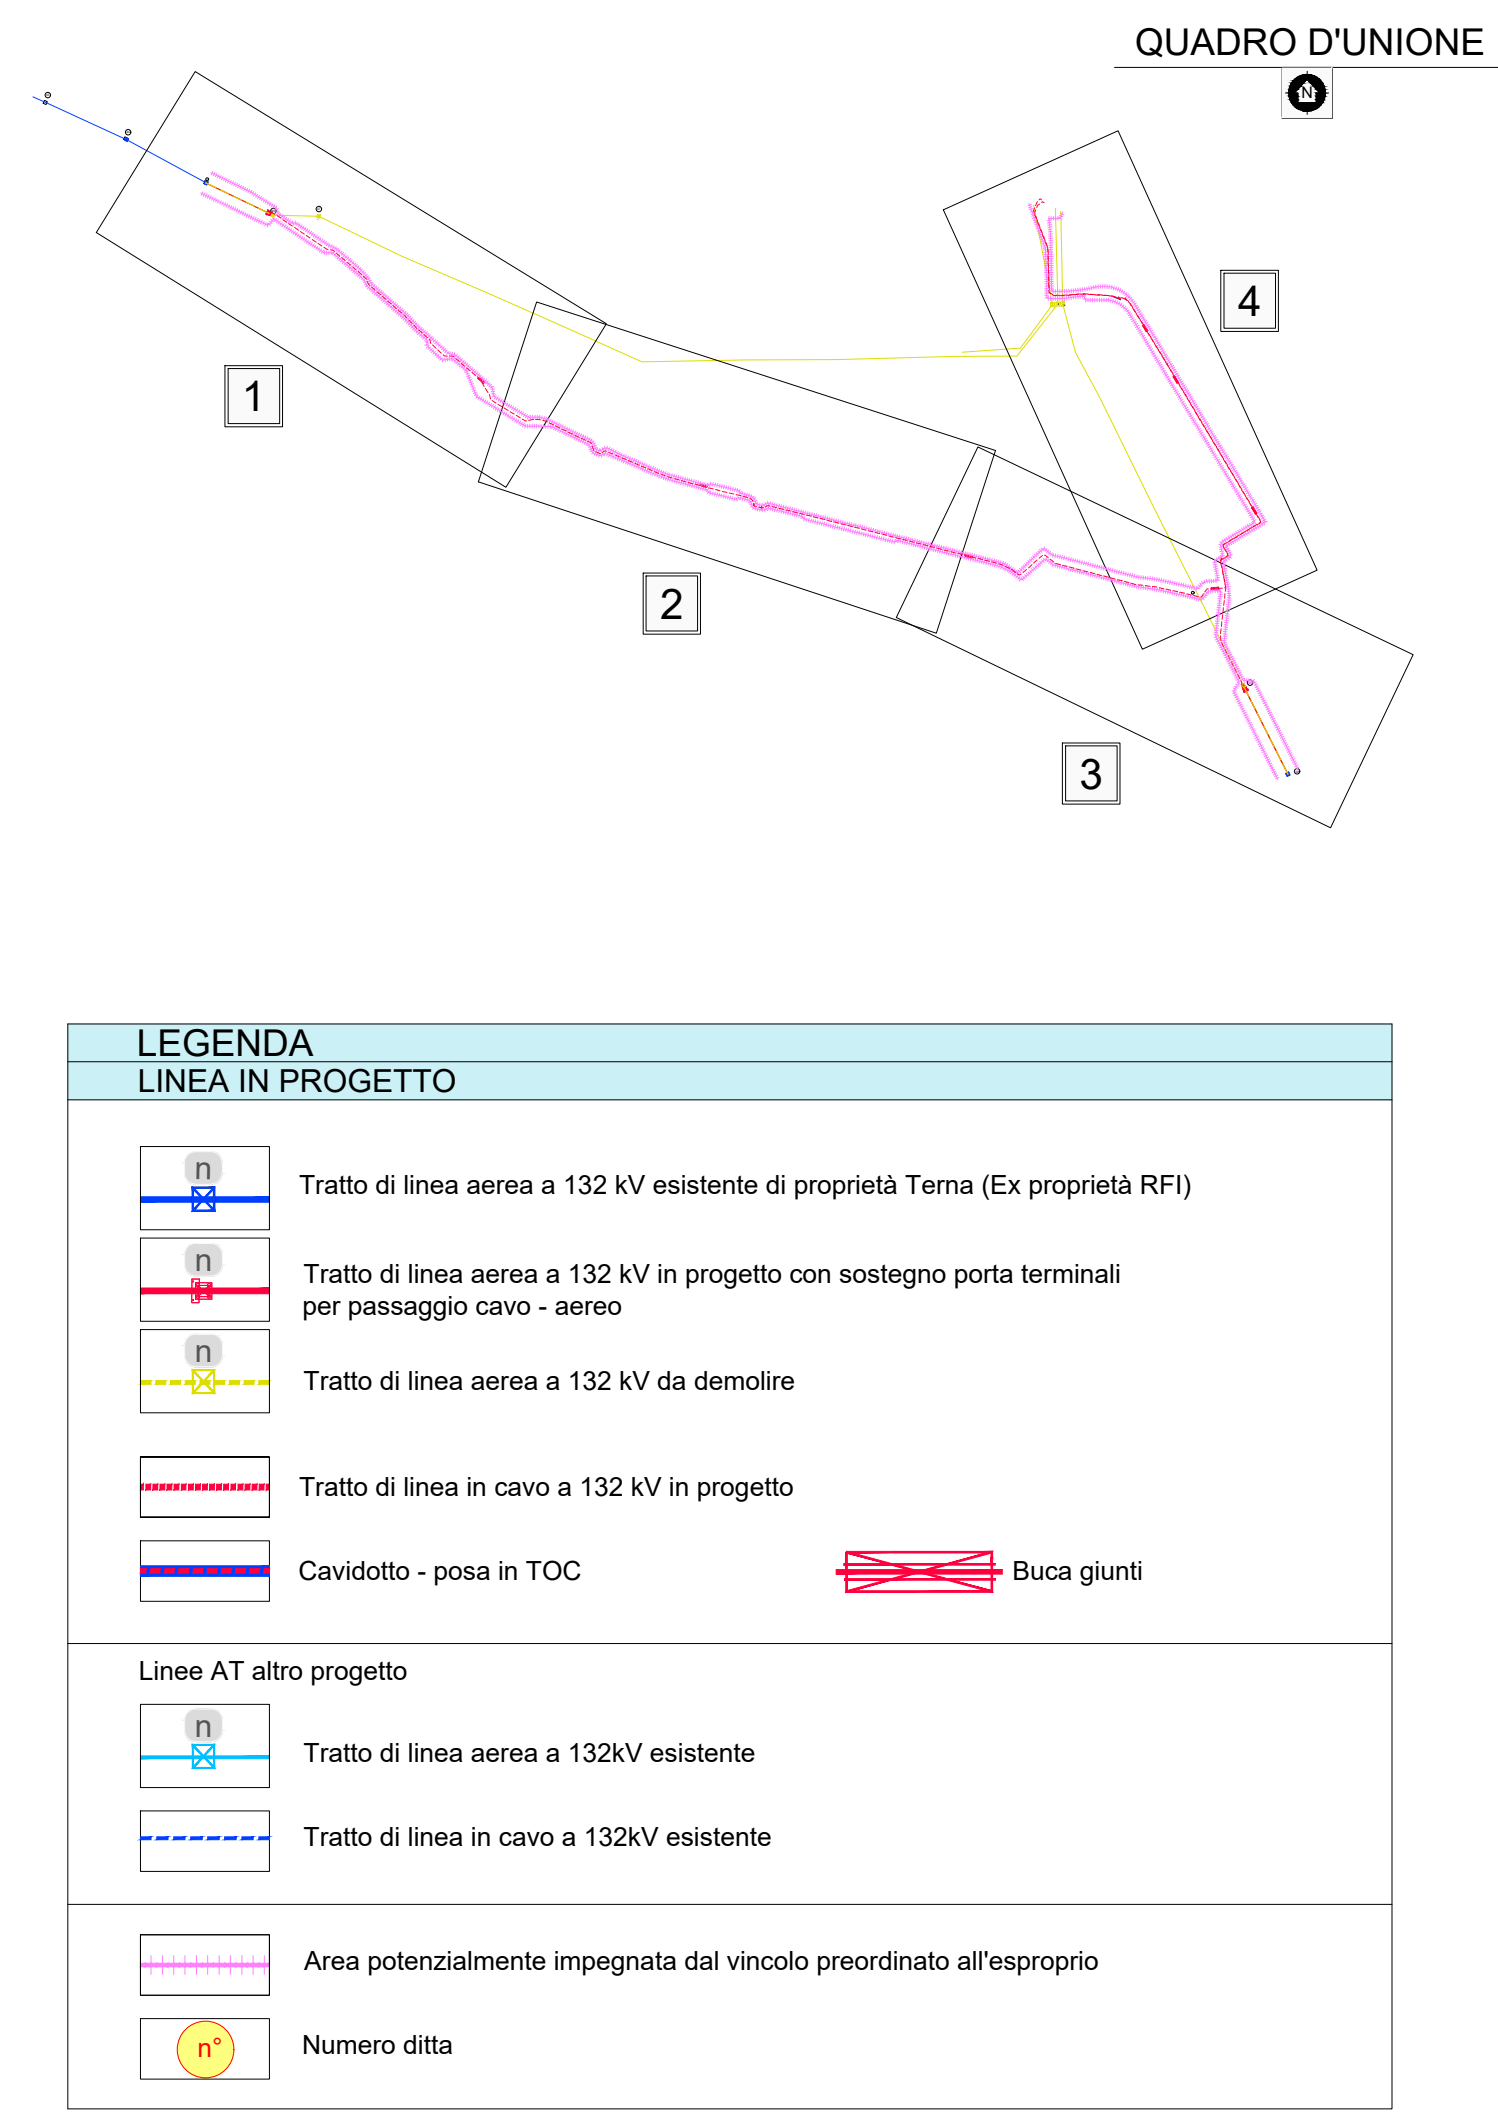 QUADRO D'UNIONE
N
4
1
2
3
LEGENDA
LINEA IN PROGETTO
n
Tratto di linea aerea a 132 kV esistente di proprietà Terna (Ex proprietà RFI)
n
Tratto di linea aerea a 132 kV in progetto con sostegno porta terminali
per passaggio cavo - aereo
n
Tratto di linea aerea a 132 kV da demolire
Tratto di linea in cavo a 132 kV in progetto
Cavidotto - posa in TOC
Buca giunti
Linee AT altro progetto
n
Tratto di linea aerea a 132kV esistente
Tratto di linea in cavo a 132kV esistente
Area potenzialmente impegnata dal vincolo preordinato all'esproprio
n°
Numero ditta